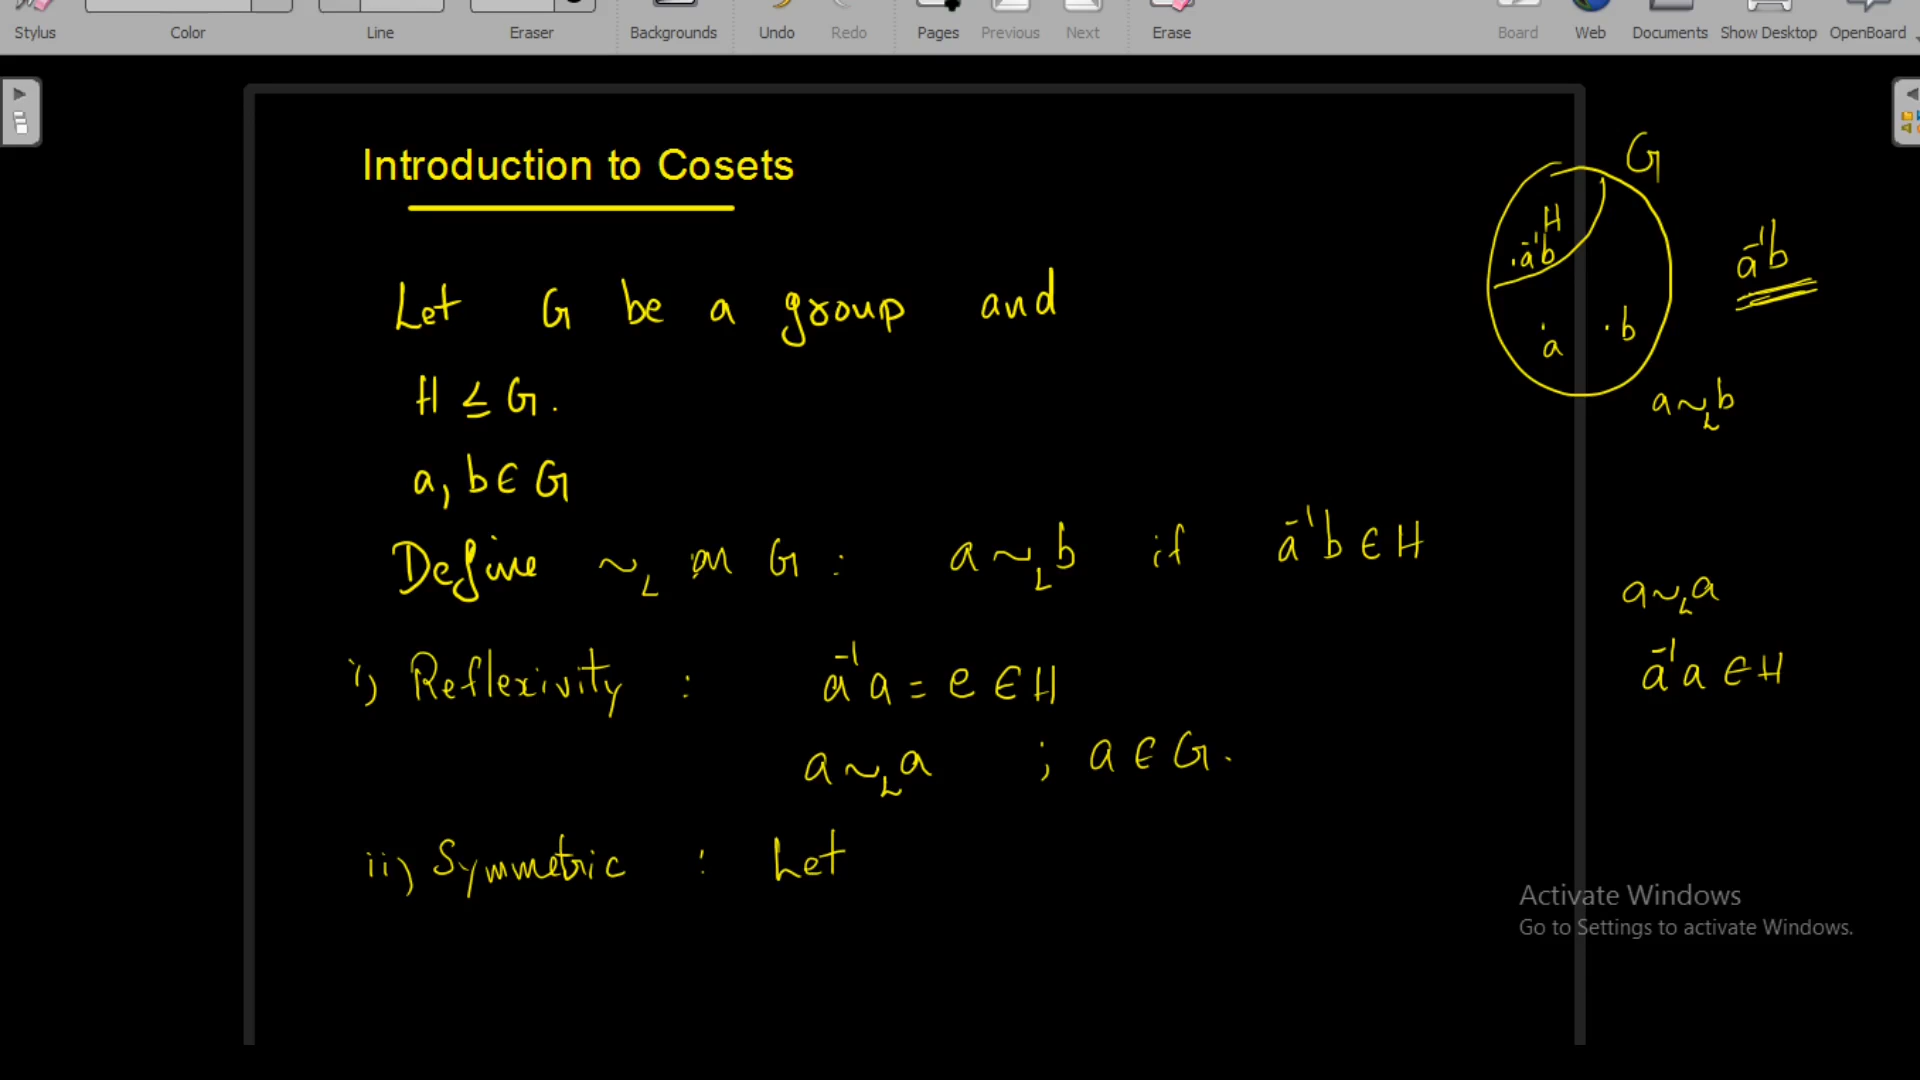 Stylus Color Line Eraser Backgrounds Undo Redo Pages Previous Next Erase Board Web Documents Show Desktop OpenBoard
Introduction to Cosets
Let G be a group and
H ≤ G.
a, b ∈ G
Define ~L on G : a ~L b if a⁻¹b ∈ H
i) Reflexivity : a⁻¹a = e ∈ H
a ~L a ; a ∈ G.
ii) Symmetric : Let
G
H
.a⁻¹b
a⁻¹b
.a .b
a ~L b
a ~L a
a⁻¹a ∈ H
Activate Windows
Go to Settings to activate Windows.